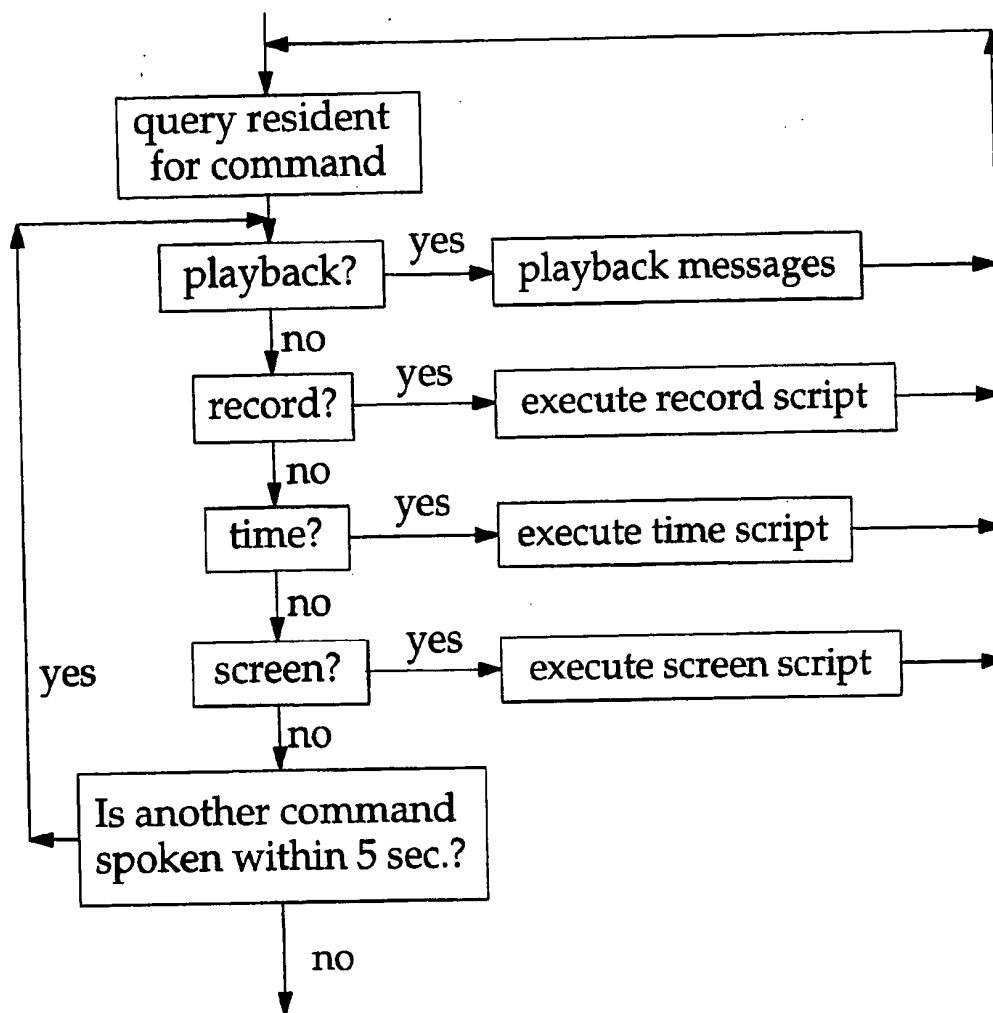 query resident
for command
playback?
yes
playback messages
no
record?
yes
execute record script
no
time?
yes
execute time script
no
screen?
yes
execute screen script
yes
no
Is another command
spoken within 5 sec.?
no